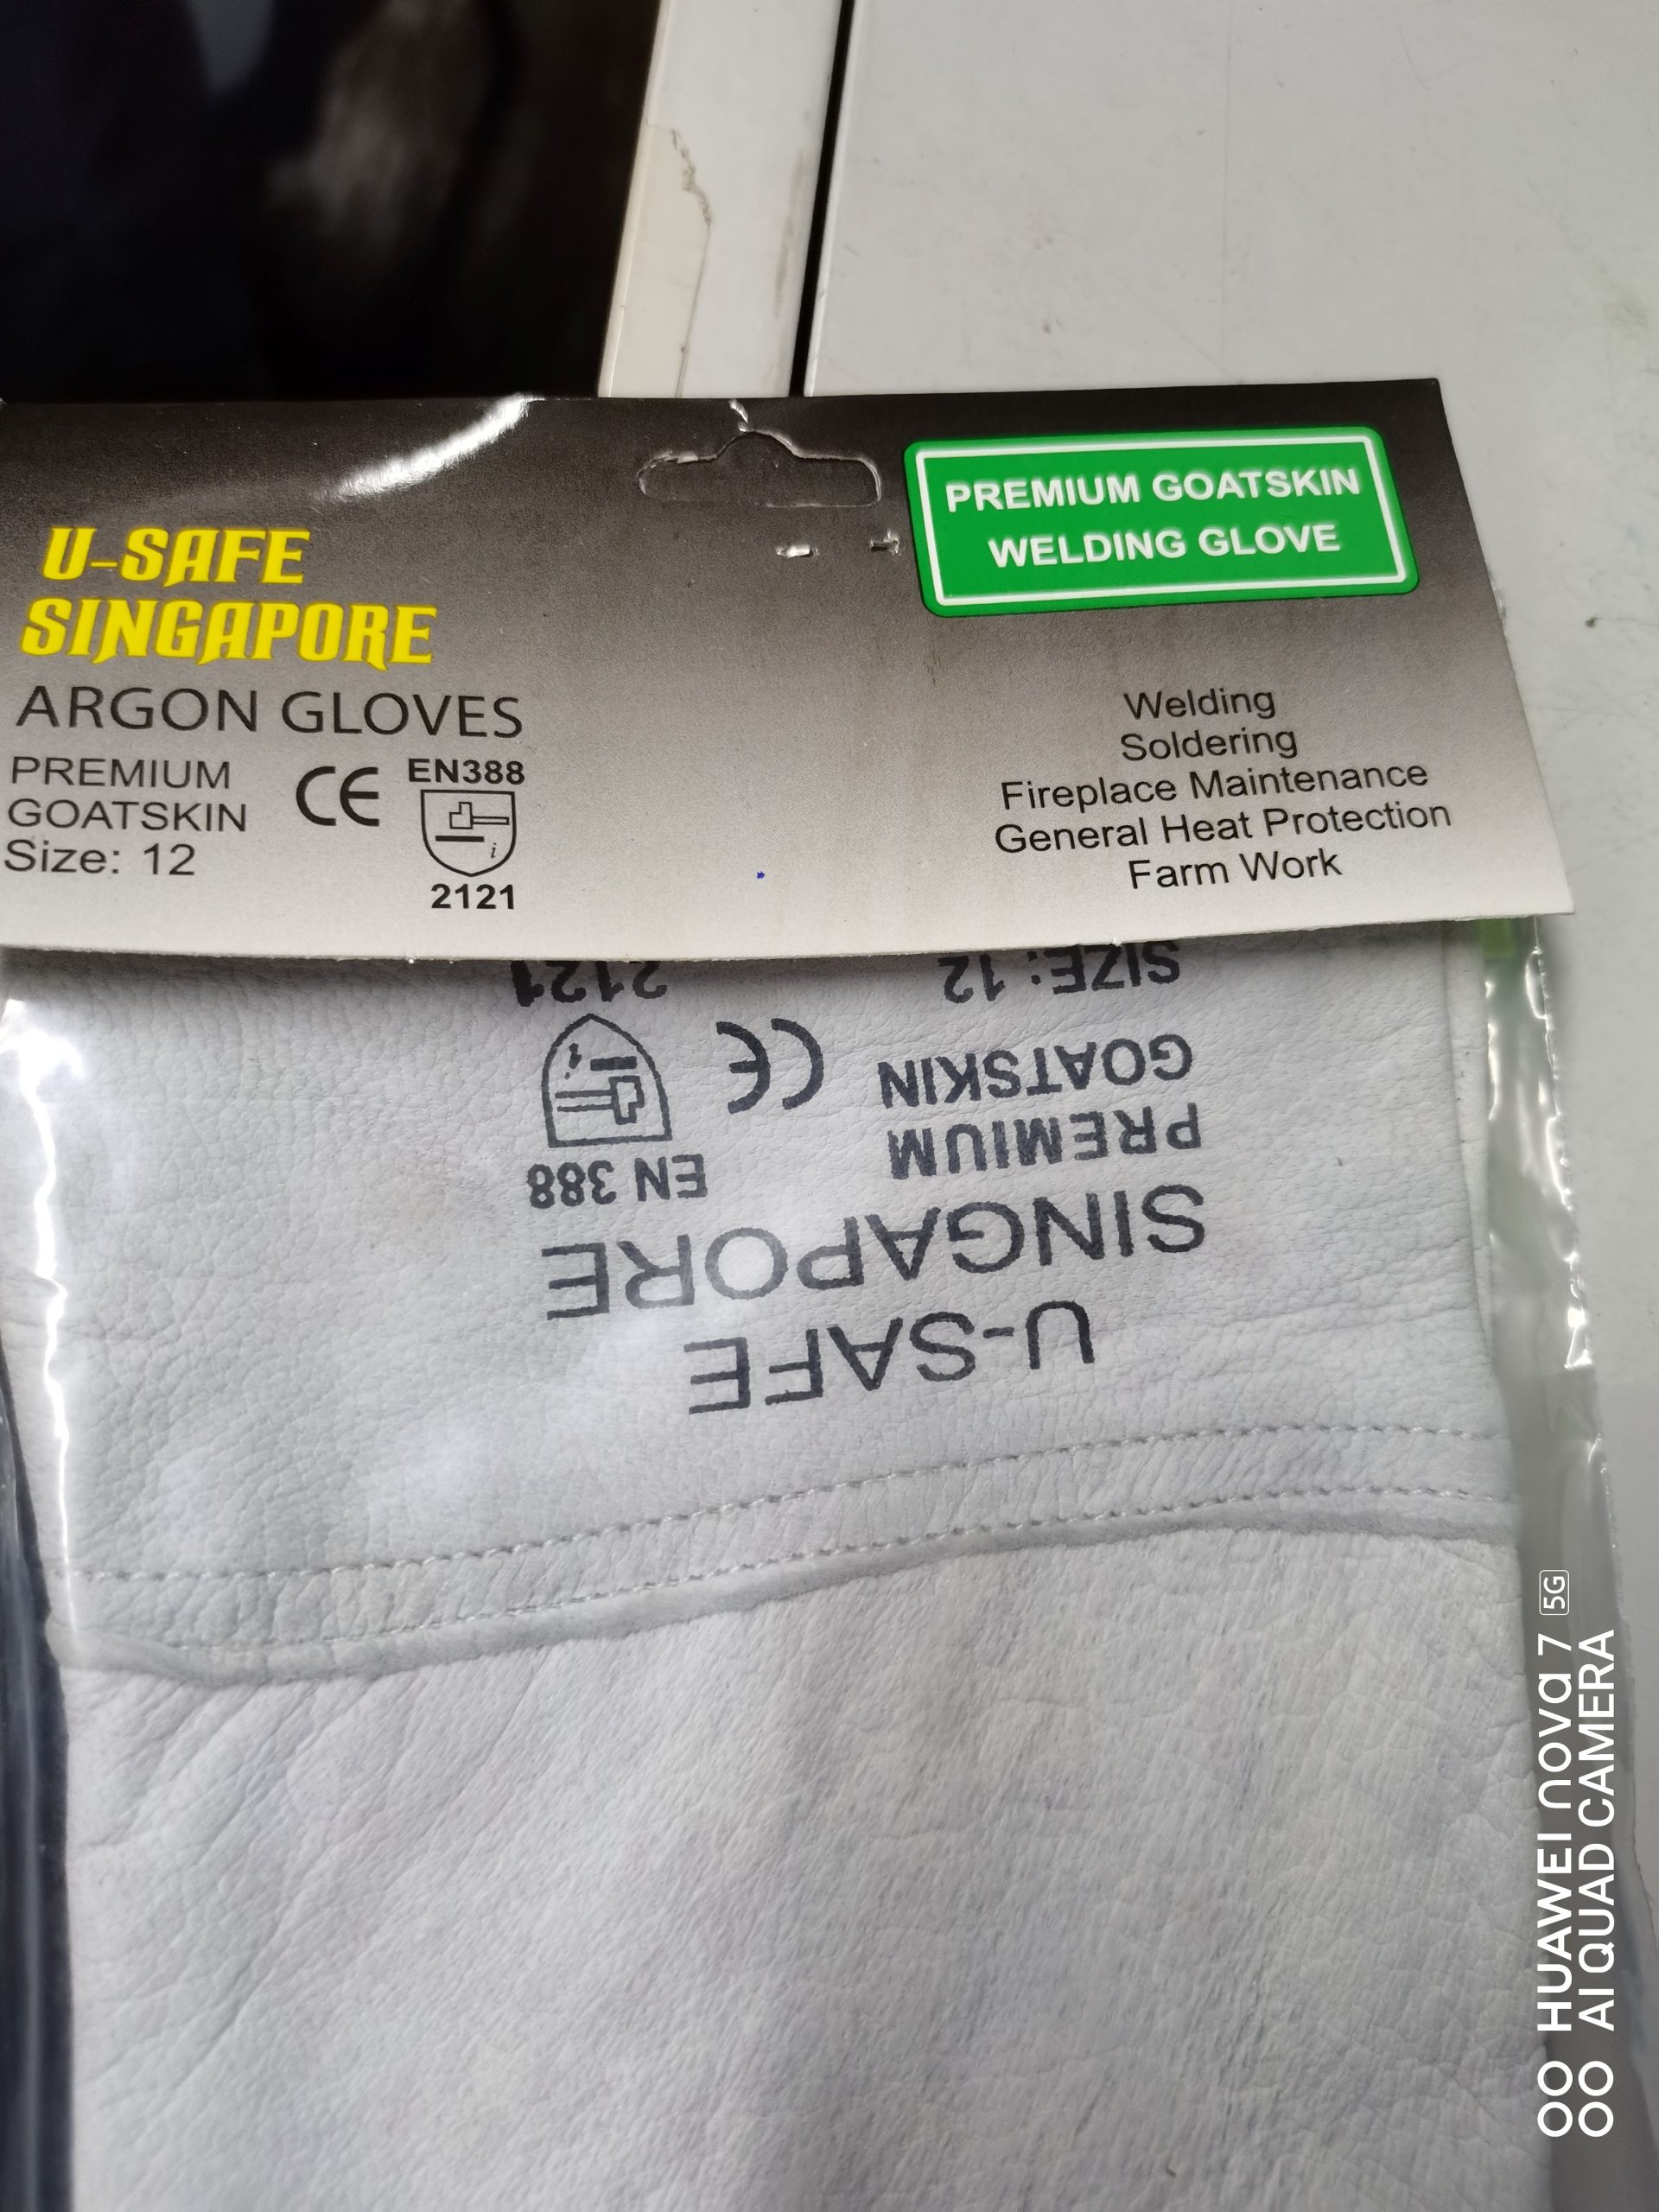 U-SAFE
SINGAPORE
ARGON GLOVES
PREMIUM
GOATSKIN
Size: 12
CE
EN388
i
2121
PREMIUM GOATSKIN
WELDING GLOVE
Welding
Soldering
Fireplace Maintenance
General Heat Protection
Farm Work
U-SAFE
SINGAPORE
PREMIUM
GOATSKIN
SIZE: 12
CE
EN 388
2121
HUAWEI nova 7 5G
AI QUAD CAMERA